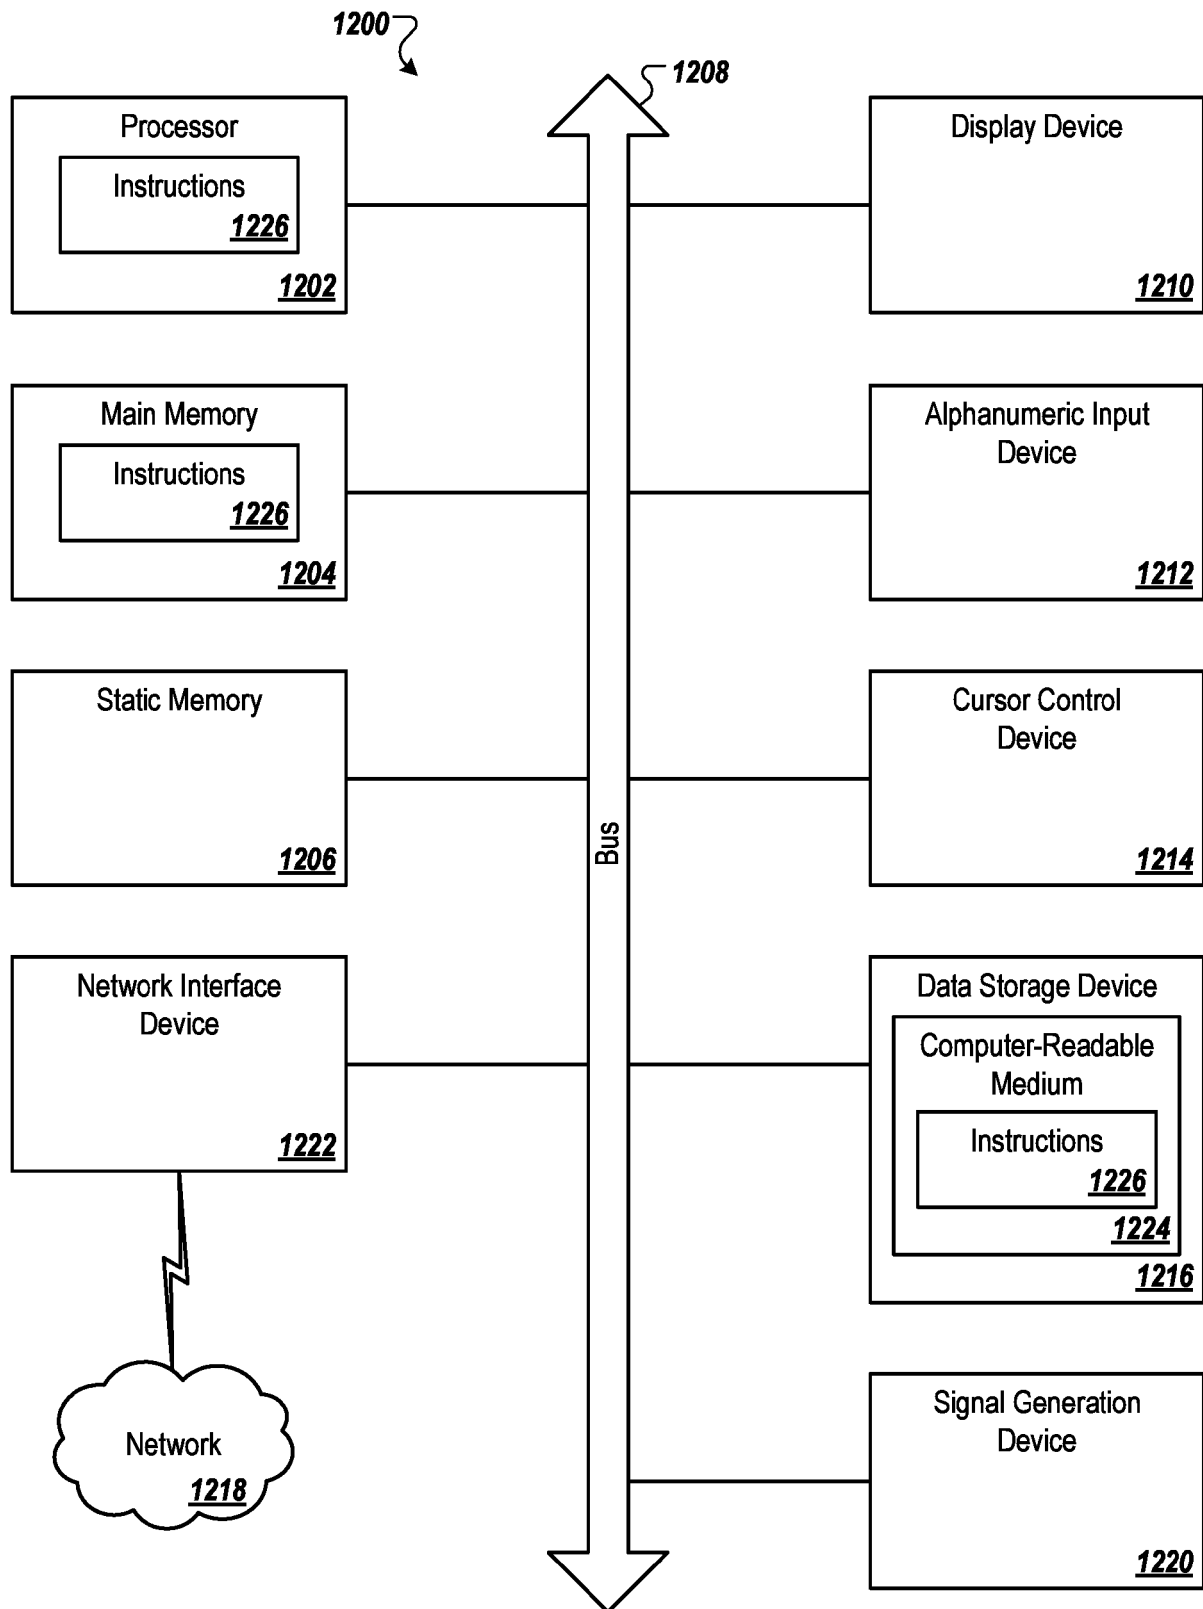 1200
1208
Processor
Instructions
1226
1202
Display Device
1210
Main Memory
Instructions
1226
1204
Alphanumeric Input
Device
1212
Static Memory
1206
Cursor Control
Device
1214
Bus
Network Interface
Device
1222
Data Storage Device
Computer-Readable
Medium
Instructions
1226
1224
1216
Network
1218
Signal Generation
Device
1220